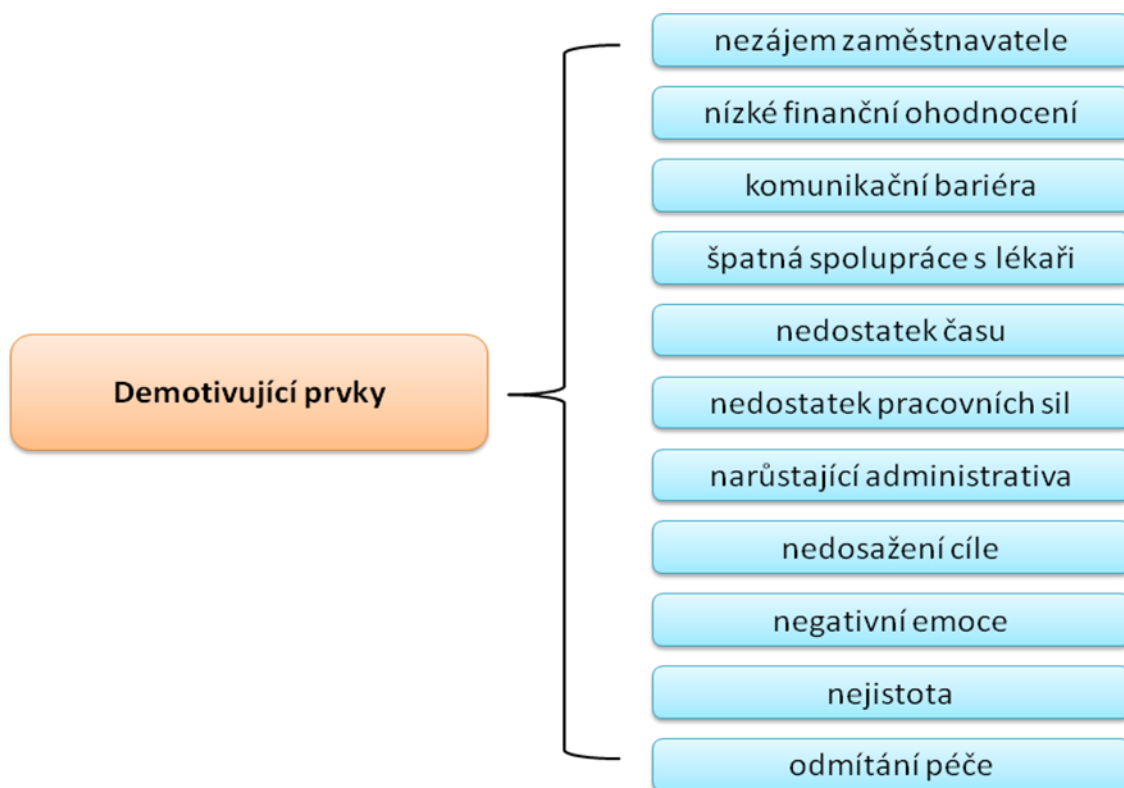 Demotivující prvky
nezájem zaměstnavatele
nízké finanční ohodnocení
komunikační bariéra
špatná spolupráce s lékaři
nedostatek času
nedostatek pracovních sil
narůstající administrativa
nedosažení cíle
negativní emoce
nejistota
odmítání péče